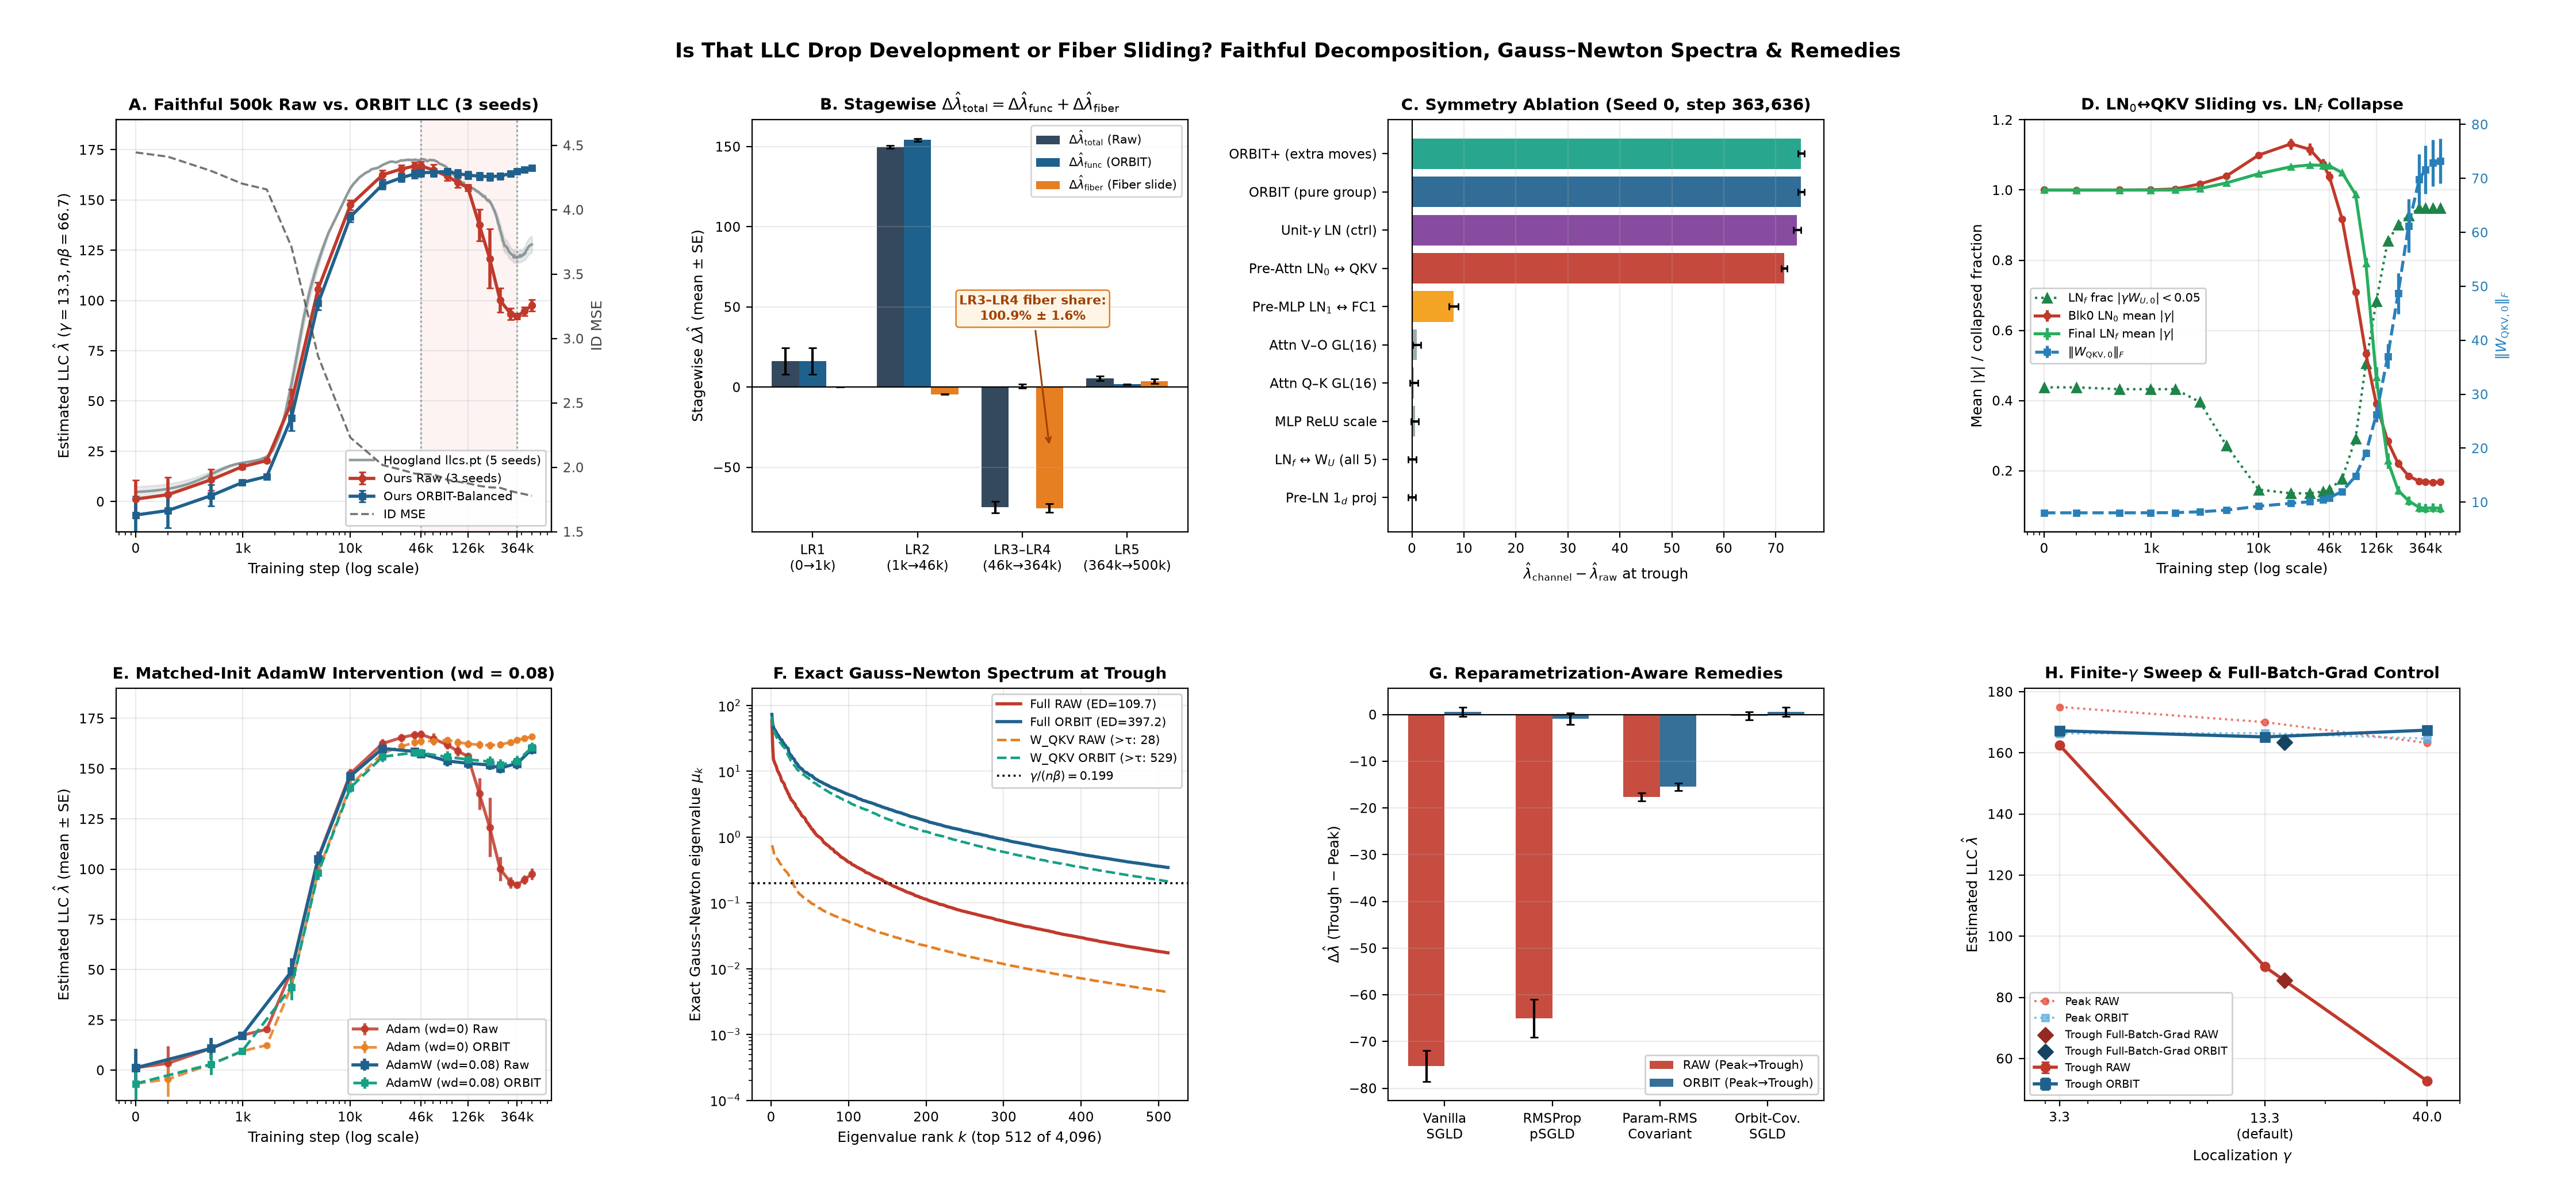 Is That LLC Drop Development or Fiber Sliding? Faithful Decomposition, Gauss–Newton Spectra & Remedies
A. Faithful 500k Raw vs. ORBIT LLC (3 seeds)
Estimated LLC λ̂ (γ = 13.3, nβ = 66.7)
175
150
125
100
75
50
25
0
4.5
4.0
3.5
3.0
2.5
2.0
1.5
ID MSE
Hoogland llcs.pt (5 seeds)
Ours Raw (3 seeds)
Ours ORBIT-Balanced
ID MSE
0 1k 10k 46k 126k 364k
Training step (log scale)
B. Stagewise Δλ̂total = Δλ̂func + Δλ̂fiber
Stagewise Δλ̂ (mean ± SE)
150
100
50
0
−50
Δλ̂total (Raw)
Δλ̂func (ORBIT)
Δλ̂fiber (Fiber slide)
LR3–LR4 fiber share:
100.9% ± 1.6%
LR1 LR2 LR3–LR4 LR5
(0→1k) (1k→46k) (46k→364k) (364k→500k)
C. Symmetry Ablation (Seed 0, step 363,636)
ORBIT+ (extra moves)
ORBIT (pure group)
Unit-γ LN (ctrl)
Pre-Attn LN₀ ↔ QKV
Pre-MLP LN₁ ↔ FC1
Attn V–O GL(16)
Attn Q–K GL(16)
MLP ReLU scale
LNf ↔ WU (all 5)
Pre-LN 1d proj
0 10 20 30 40 50 60 70
λ̂channel − λ̂raw at trough
D. LN₀↔QKV Sliding vs. LNf Collapse
Mean |γ| / collapsed fraction
1.2
1.0
0.8
0.6
0.4
0.2
80
70
60
50
40
30
20
10
‖WQKV,0‖F
LNf frac |γWU,0| < 0.05
Blk0 LN₀ mean |γ|
Final LNf mean |γ|
‖WQKV,0‖F
0 1k 10k 46k 126k 364k
Training step (log scale)
E. Matched-Init AdamW Intervention (wd = 0.08)
Estimated LLC λ̂ (mean ± SE)
175
150
125
100
75
50
25
0
Adam (wd=0) Raw
Adam (wd=0) ORBIT
AdamW (wd=0.08) Raw
AdamW (wd=0.08) ORBIT
0 1k 10k 46k 126k 364k
Training step (log scale)
F. Exact Gauss–Newton Spectrum at Trough
Exact Gauss–Newton eigenvalue μk
10²
10¹
10⁰
10⁻¹
10⁻²
10⁻³
10⁻⁴
Full RAW (ED=109.7)
Full ORBIT (ED=397.2)
W_QKV RAW (>τ: 28)
W_QKV ORBIT (>τ: 529)
γ/(nβ) = 0.199
0 100 200 300 400 500
Eigenvalue rank k (top 512 of 4,096)
G. Reparametrization-Aware Remedies
Δλ̂ (Trough − Peak)
0
−10
−20
−30
−40
−50
−60
−70
−80
RAW (Peak→Trough)
ORBIT (Peak→Trough)
Vanilla RMSProp Param-RMS Orbit-Cov.
SGLD pSGLD Covariant SGLD
H. Finite-γ Sweep & Full-Batch-Grad Control
Estimated LLC λ̂
180
160
140
120
100
80
60
Peak RAW
Peak ORBIT
Trough Full-Batch-Grad RAW
Trough Full-Batch-Grad ORBIT
Trough RAW
Trough ORBIT
3.3 13.3 40.0
(default)
Localization γ